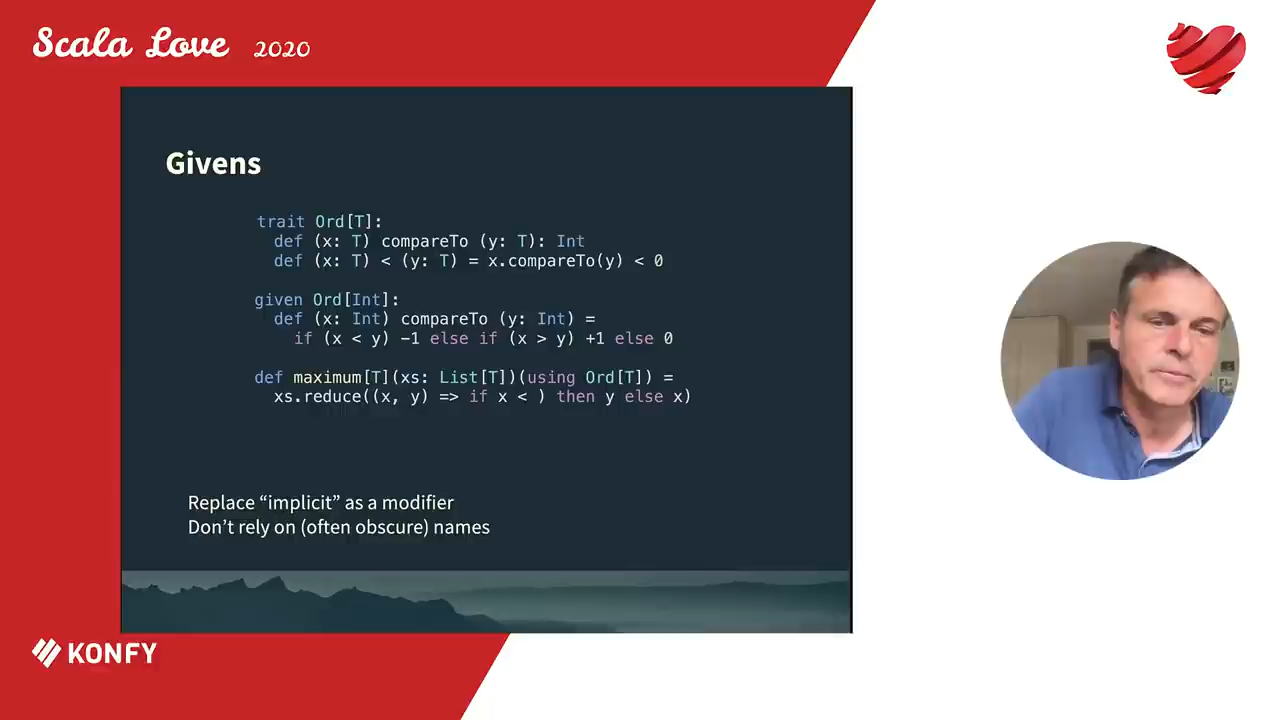 Scala Love 2020
Givens
trait Ord[T]:
def (x: T) compareTo (y: T): Int
def (x: T) < (y: T) = x.compareTo(y) < 0
given Ord[Int]:
def (x: Int) compareTo (y: Int) =
if (x < y) -1 else if (x > y) +1 else 0
def maximum[T](xs: List[T])(using Ord[T]) =
xs.reduce((x, y) => if x < ) then y else x)
Replace “implicit” as a modifier
Don’t rely on (often obscure) names
KONFY